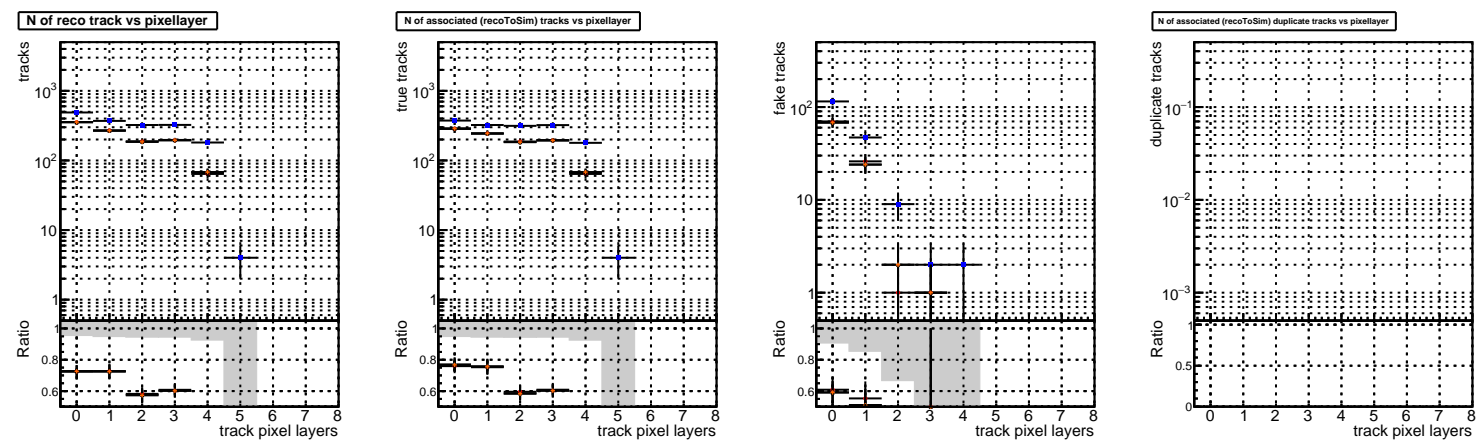 N of reco track vs pixellayer
tracks
10³
10²
10
1
Ratio
1
0.8
0.6
0 1 2 3 4 5 6 7 8
track pixel layers
N of associated (recoToSim) tracks vs pixellayer
true tracks
10³
10²
10
1
Ratio
1
0.8
0.6
0 1 2 3 4 5 6 7 8
track pixel layers
fake tracks
10²
10
1
Ratio
1
0.8
0.6
0 1 2 3 4 5 6 7 8
track pixel layers
N of associated (recoToSim) duplicate tracks vs pixellayer
duplicate tracks
10⁻¹
10⁻²
10⁻³
Ratio
1
0.5
0
0 1 2 3 4 5 6 7 8
track pixel layers